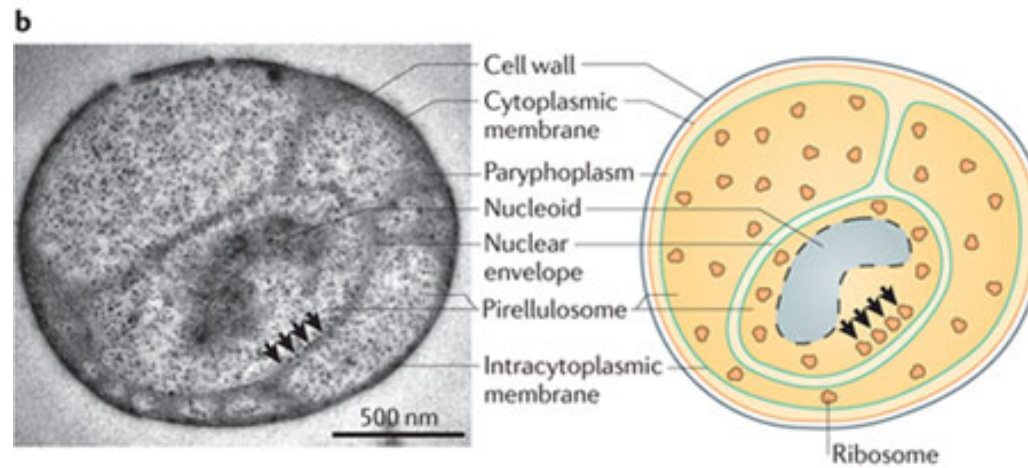 b
Cell wall
Cytoplasmic
membrane
Paryphoplasm
Nucleoid
Nuclear
envelope
Pirellulosome
Intracytoplasmic
membrane
500 nm
Ribosome